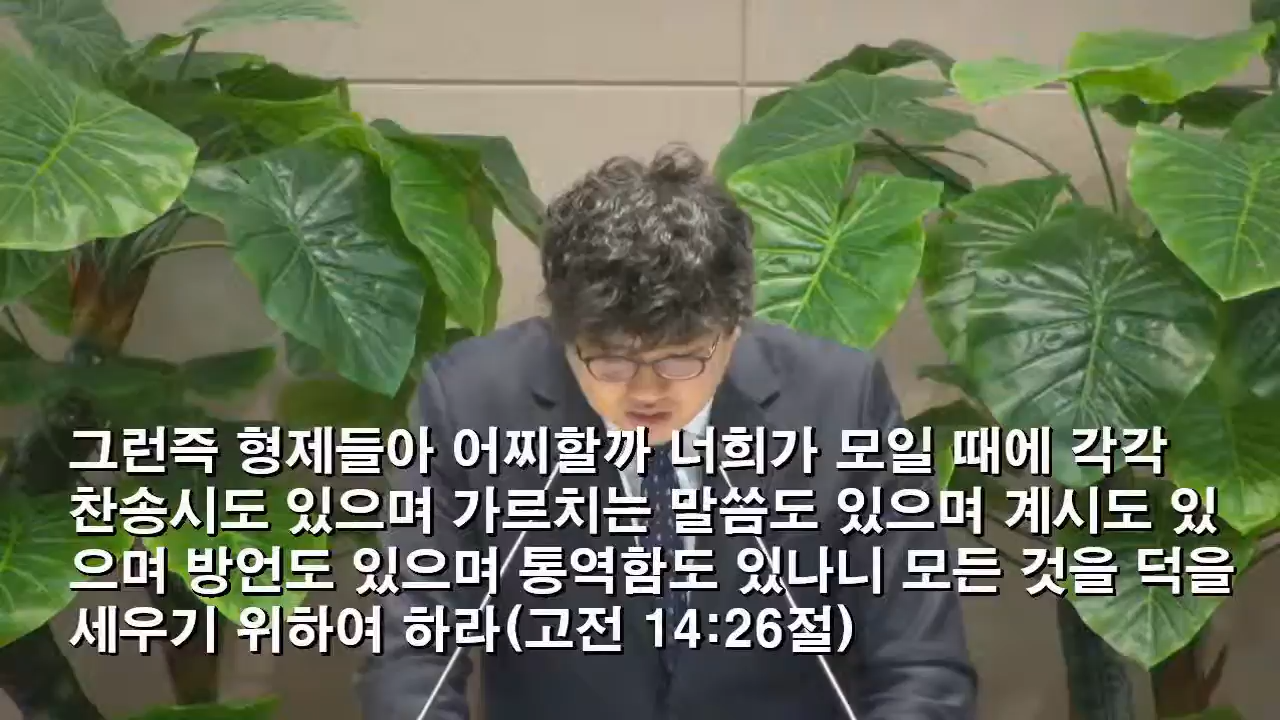 그런즉 형제들아 어찌할까 너희가 모일 때에 각각
찬송시도 있으며 가르치는 말씀도 있으며 계시도 있
으며 방언도 있으며 통역함도 있나니 모든 것을 덕을
세우기 위하여 하라(고전 14:26절)